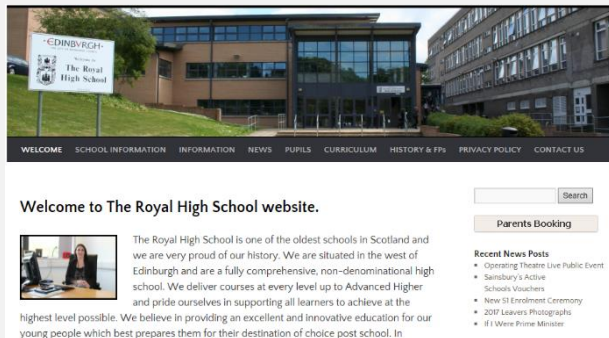 EDINBVRGH
Welcome to
The Royal
High School
WELCOME SCHOOL INFORMATION INFORMATION NEWS PUPILS CURRICULUM HISTORY & FPs PRIVACY POLICY CONTACT US
Search
Parents Booking
Welcome to The Royal High School website.
The Royal High School is one of the oldest schools in Scotland and
we are very proud of our history. We are situated in the west of
Edinburgh and are a fully comprehensive, non-denominational high
school. We deliver courses at every level up to Advanced Higher
and pride ourselves in supporting all learners to achieve at the
highest level possible. We believe in providing an excellent and innovative education for our
young people which best prepares them for their destination of choice post school. In
Recent News Posts
Operating Theatre Live Public Event
Sainsbury's Active
Schools Vouchers
New S1 Enrolment Ceremony
2017 Leavers Photographs
If I Were Prime Minister